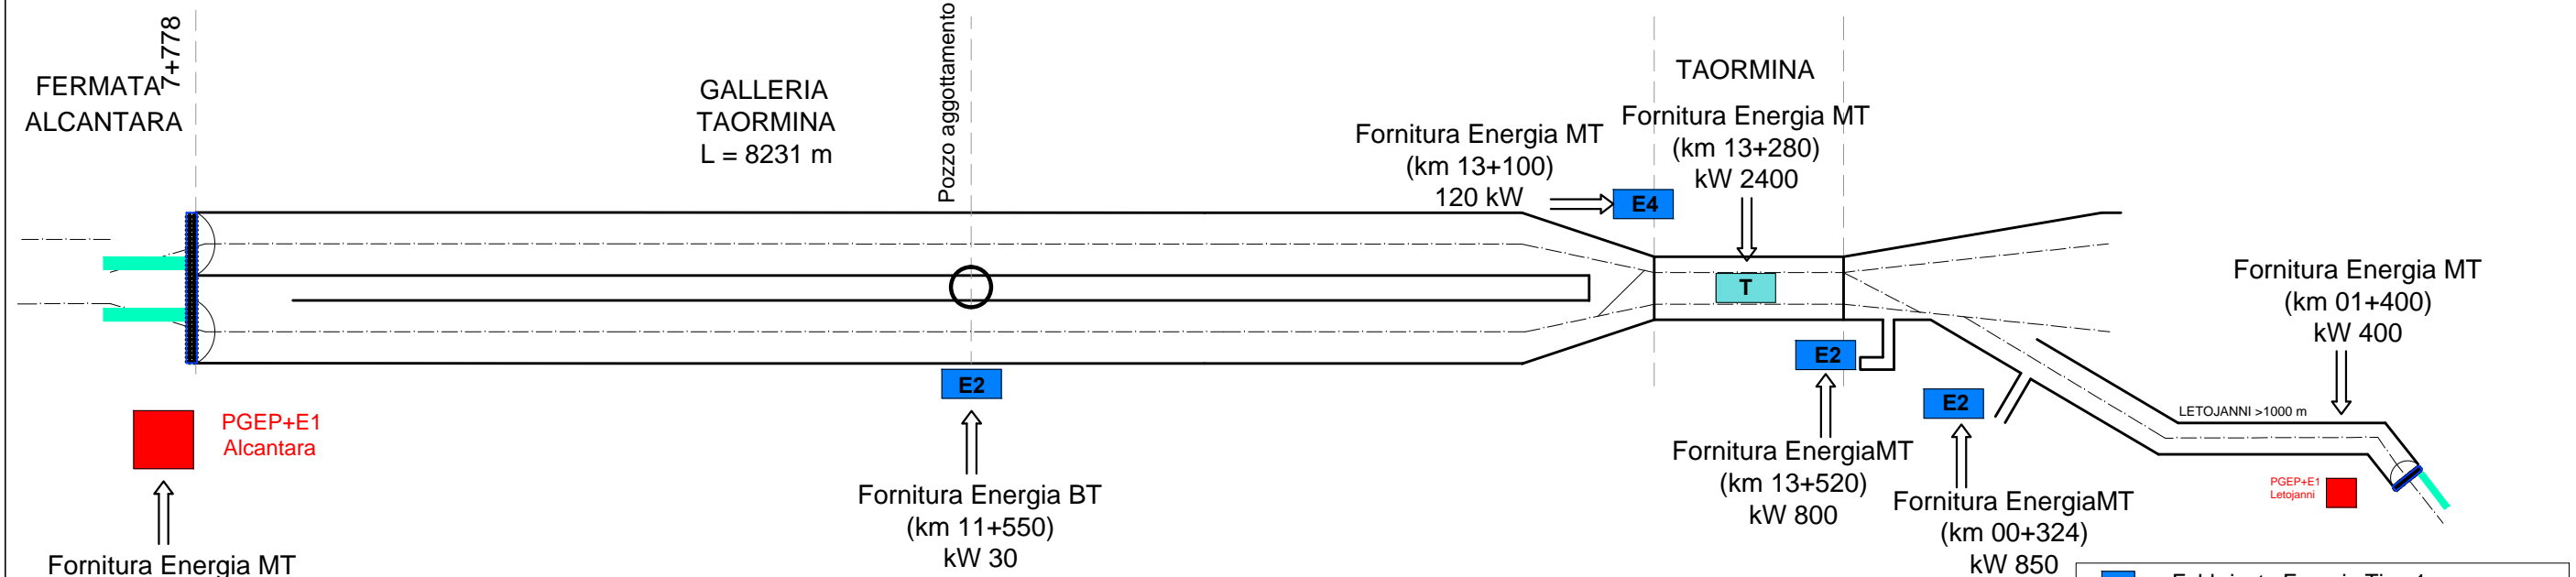 FERMATA
ALCANTARA
7+778
GALLERIA
TAORMINA
L = 8231 m
Pozzo aggottamento
Fornitura Energia MT
(km 13+100)
120 kW
E4
TAORMINA
Fornitura Energia MT
(km 13+280)
kW 2400
T
Fornitura Energia MT
(km 01+400)
kW 400
LETOJANNI >1000 m
PGEP+E1
Alcantara
Fornitura Energia MT
E2
Fornitura Energia BT
(km 11+550)
kW 30
E2
Fornitura EnergiaMT
(km 13+520)
kW 800
E2
Fornitura EnergiaMT
(km 00+324)
kW 850
PGEP+E1
Letojanni